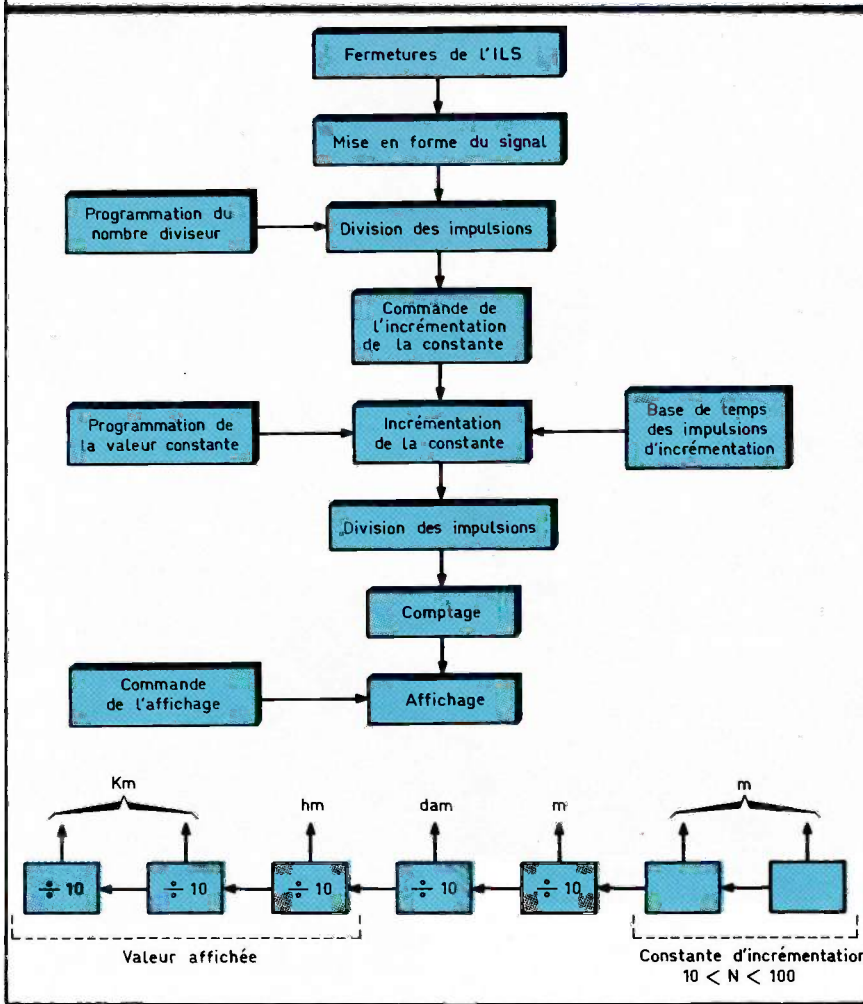 Fermetures de l'ILS
Mise en forme du signal
Programmation du
nombre diviseur
Division des impulsions
Commande de
l'incrémentation
de la constante
Programmation de
la valeur constante
Incrémentation
de la constante
Base de temps
des impulsions
d'incrémentation
Division des impulsions
Comptage
Commande
de l'affichage
Affichage
Km
hm
dam
m
m
÷ 10
÷ 10
÷ 10
÷ 10
÷ 10
Valeur affichée
Constante d'incrémentation
10 < N < 100